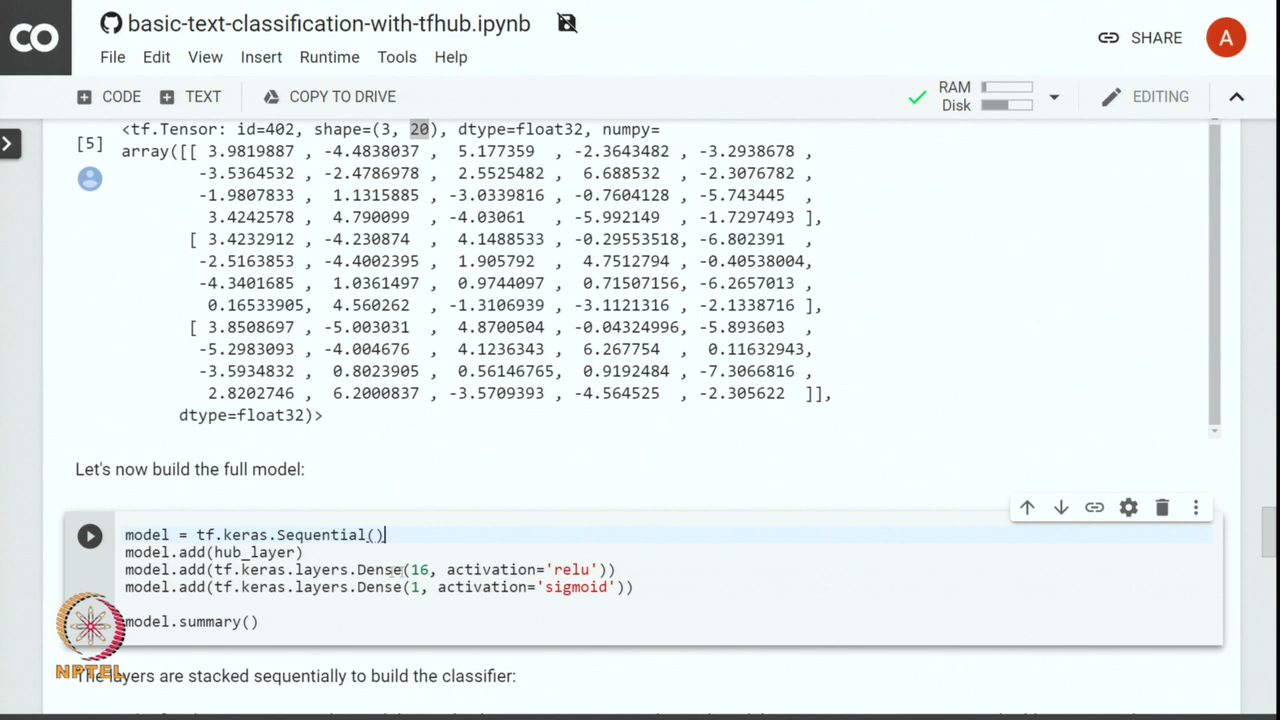 CO basic-text-classification-with-tfhub.ipynb
File Edit View Insert Runtime Tools Help
SHARE A
+ CODE + TEXT COPY TO DRIVE
RAM
Disk
EDITING
<tf.Tensor: id=402, shape=(3, 20), dtype=float32, numpy=
[5]
array([[ 3.9819887 , -4.4838037 , 5.177359 , -2.3643482 , -3.2938678 ,
-3.5364532 , -2.4786978 , 2.5525482 , 6.688532 , -2.3076782 ,
-1.9807833 , 1.1315885 , -3.0339816 , -0.7604128 , -5.743445 ,
3.4242578 , 4.790099 , -4.03061 , -5.992149 , -1.7297493 ],
[ 3.4232912 , -4.230874 , 4.1488533 , -0.29553518, -6.802391 ,
-2.5163853 , -4.4002395 , 1.905792 , 4.7512794 , -0.40538004,
-4.3401685 , 1.0361497 , 0.9744097 , 0.71507156, -6.2657013 ,
0.16533905, 4.560262 , -1.3106939 , -3.1121316 , -2.1338716 ],
[ 3.8508697 , -5.003031 , 4.8700504 , -0.04324996, -5.893603 ,
-5.2983093 , -4.004676 , 4.1236343 , 6.267754 , 0.11632943,
-3.5934832 , 0.8023905 , 0.56146765, 0.9192484 , -7.3066816 ,
2.8202746 , 6.2000837 , -3.5709393 , -4.564525 , -2.305622 ]],
dtype=float32)>
Let's now build the full model:
model = tf.keras.Sequential()
model.add(hub_layer)
model.add(tf.keras.layers.Dense(16, activation='relu'))
model.add(tf.keras.layers.Dense(1, activation='sigmoid'))
model.summary()
NPTEL
The layers are stacked sequentially to build the classifier: